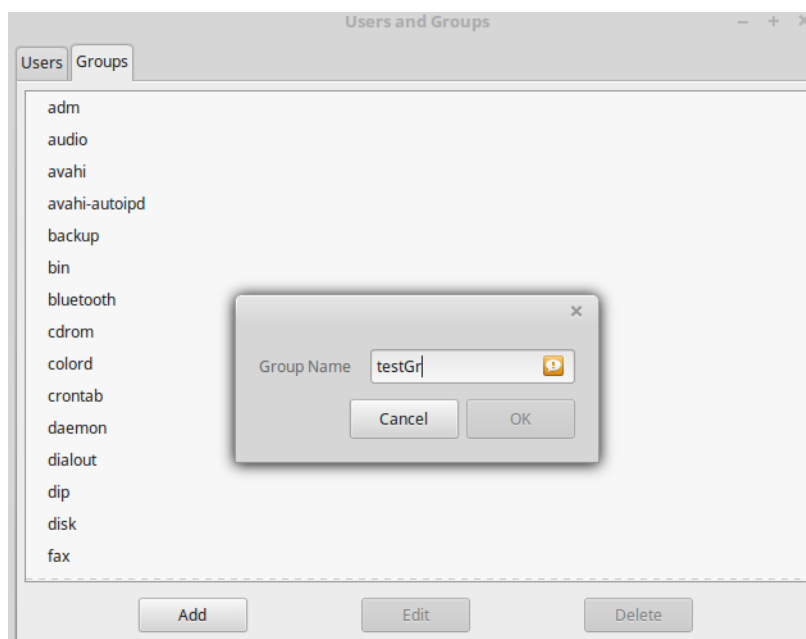 Users and Groups
Users Groups
adm
audio
avahi
avahi-autoipd
backup
bin
bluetooth
cdrom
colord
crontab
daemon
dialout
dip
disk
fax
Group Name testGr
Cancel OK
Add Edit Delete